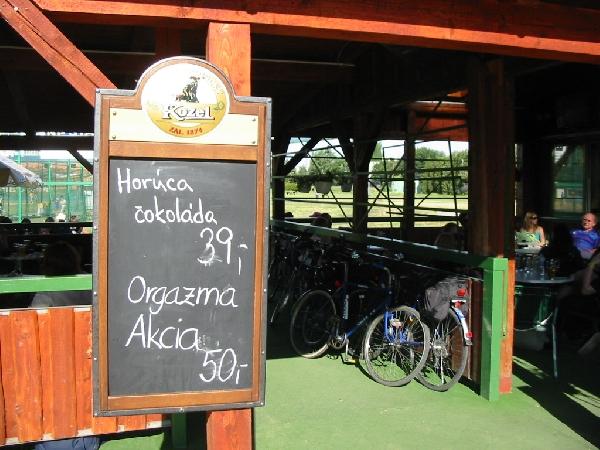 Kozel
ZAL. 1874
Horúca
čokoláda
39,-
Orgazma
Akcia
50,-